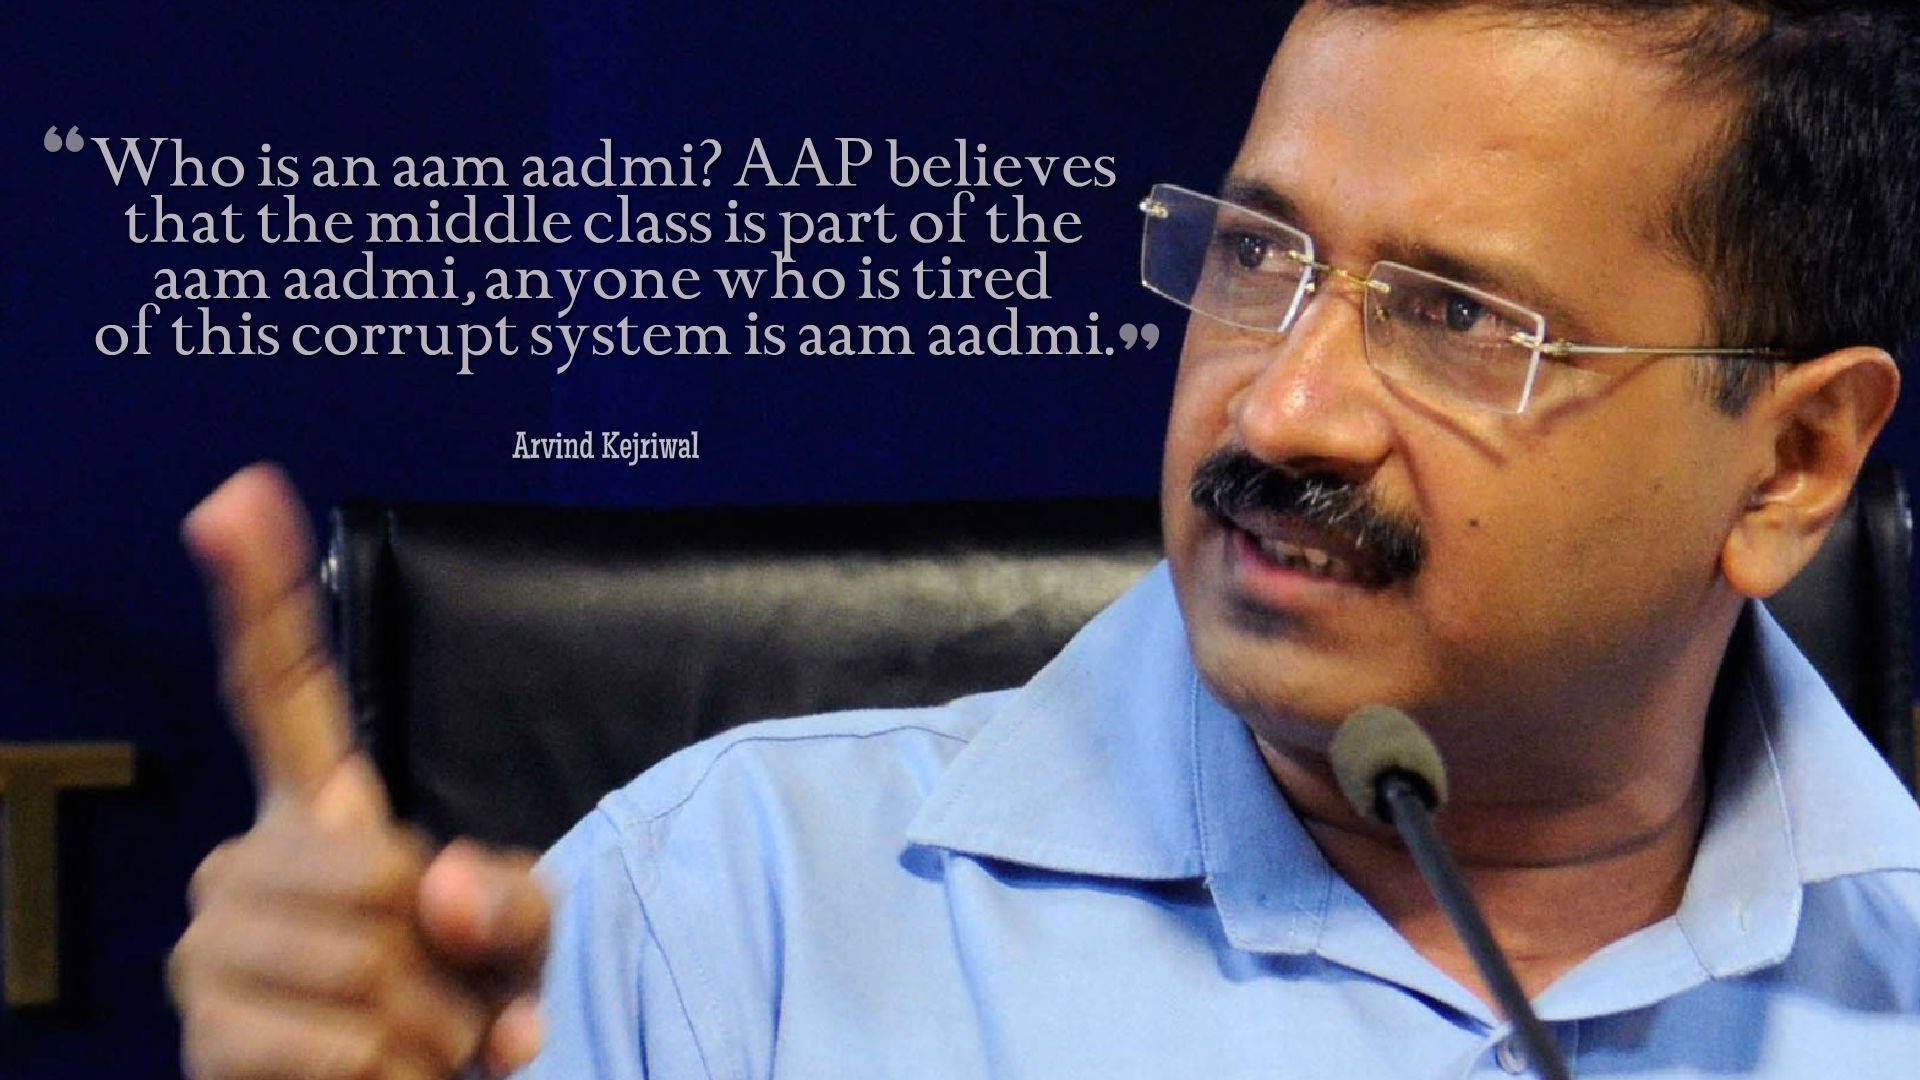 “Who is an aam aadmi? AAP believes
that the middle class is part of the
aam aadmi, anyone who is tired
of this corrupt system is aam aadmi.”
Arvind Kejriwal
T